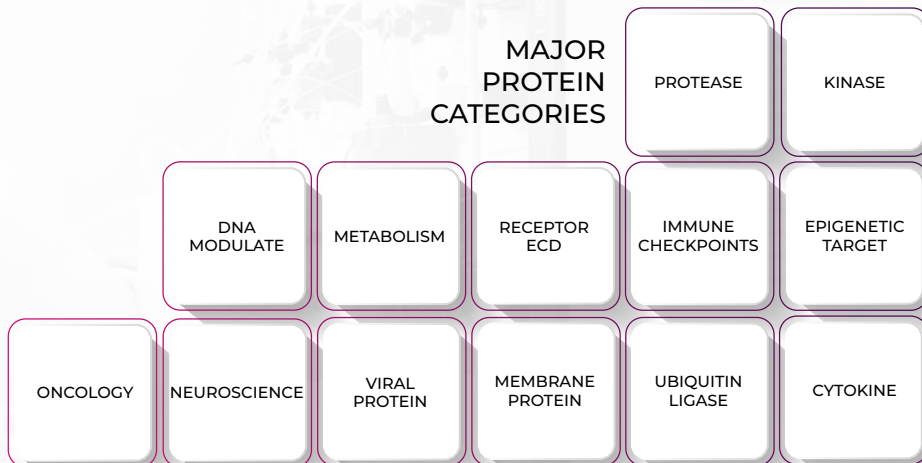 MAJOR
PROTEIN
CATEGORIES
PROTEASE
KINASE
DNA
MODULATE
METABOLISM
RECEPTOR
ECD
IMMUNE
CHECKPOINTS
EPIGENETIC
TARGET
ONCOLOGY
NEUROSCIENCE
VIRAL
PROTEIN
MEMBRANE
PROTEIN
UBIQUITIN
LIGASE
CYTOKINE